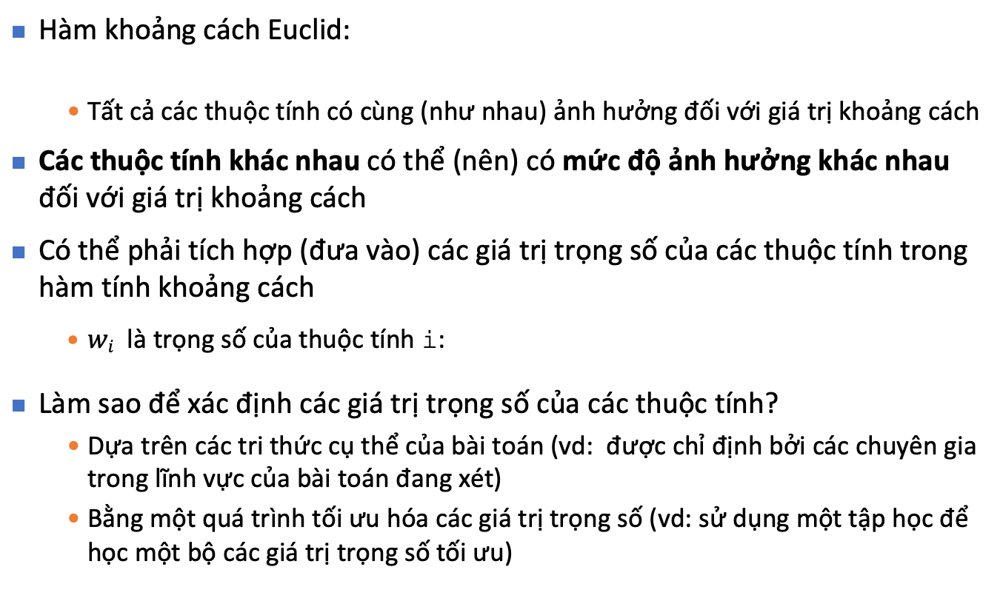 Hàm khoảng cách Euclid:
Tất cả các thuộc tính có cùng (như nhau) ảnh hưởng đối với giá trị khoảng cách
Các thuộc tính khác nhau có thể (nên) có mức độ ảnh hưởng khác nhau
đối với giá trị khoảng cách
Có thể phải tích hợp (đưa vào) các giá trị trọng số của các thuộc tính trong
hàm tính khoảng cách
wᵢ là trọng số của thuộc tính i:
Làm sao để xác định các giá trị trọng số của các thuộc tính?
Dựa trên các tri thức cụ thể của bài toán (vd: được chỉ định bởi các chuyên gia
trong lĩnh vực của bài toán đang xét)
Bằng một quá trình tối ưu hóa các giá trị trọng số (vd: sử dụng một tập học để
học một bộ các giá trị trọng số tối ưu)